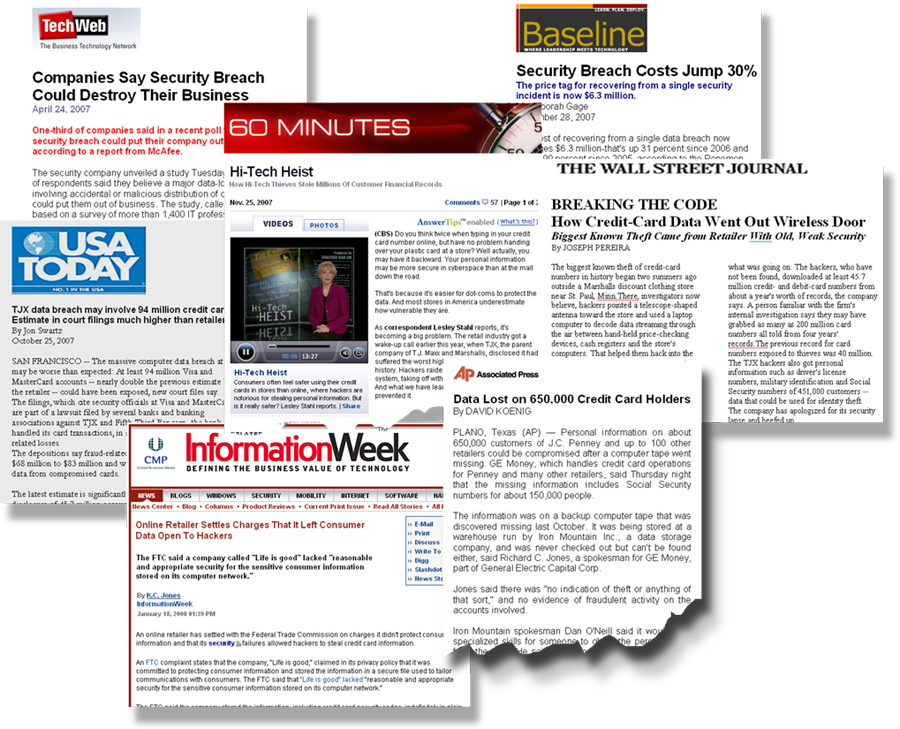 TechWeb
The Business Technology Network
Companies Say Security Breach
Could Destroy Their Business
April 24, 2007
One-third of companies said in a recent poll
security breach could put their company out
according to a report from McAfee.
The security company unveiled a study Tuesday
of respondents said they believe a major data-lo
involving accidental or malicious distribution of c
could put them out of business. The study, calle
based on a survey of more than 1,400 IT profess
LEARN. PLAN. DEPLOY.
Baseline
WHERE LEADERSHIP MEETS TECHNOLOGY
Security Breach Costs Jump 30%
The price tag for recovering from a single security
incident is now $6.3 million.
borah Gage
ber 28, 2007
ost of recovering from a single data breach now
es $6.3 million-that's up 31 percent since 2006 and
90 percent since 2005, according to the Ponemon
60 MINUTES
Hi-Tech Heist
How Hi-Tech Thieves Stole Millions Of Customer Financial Records
Nov. 25, 2007
Comments 57 | Page 1 of
VIDEOS
PHOTOS
AnswerTips™ enabled (What's this?)
Hi-Tech
HEIST
00:06 | 13:27
Hi-Tech Heist
Consumers often feel safer using their credit
cards in stores than online, where hackers are
notorious for stealing personal information. But
is it really safer? Lesley Stahl reports. | Share
(CBS) Do you think twice when typing in your credit
card number online, but have no problem handing
over your plastic card at a store? Well actually, you
may have it backward. Your personal information
may be more secure in cyberspace than at the mall
down the road.
That's because it's easier for dot-coms to protect the
data. And most stores in America underestimate
how vulnerable they are.
As correspondent Lesley Stahl reports, it's
becoming a big problem. The retail industry got a
wake-up call earlier this year, when TJX, the parent
company of T.J. Maxx and Marshalls, disclosed it had
suffered the worst hig
history. Hackers raide
system, taking off with
And what we have lea
prevented it.
THE WALL STREET JOURNAL
BREAKING THE CODE
How Credit-Card Data Went Out Wireless Door
Biggest Known Theft Came from Retailer With Old, Weak Security
By JOSEPH PEREIRA
The biggest known theft of credit-card
numbers in history began two summers ago
outside a Marshalls discount clothing store
near St. Paul, Minn.There, investigators now
believe, hackers pointed a telescope-shaped
antenna toward the store and used a laptop
computer to decode data streaming through
the air between hand-held price-checking
devices, cash registers and the store's
computers. That helped them hack into the
what was going on. The hackers, who have
not been found, downloaded at least 45.7
million credit- and debit-card numbers from
about a year's worth of records, the company
says. A person familiar with the firm's
internal investigation says they may have
grabbed as many as 200 million card
numbers all told from four years'
records.The previous record for card
numbers exposed to thieves was 40 million.
The TJX hackers also got personal
information such as driver's license
numbers, military identification and Social
Security numbers of 451,000 customers --
data that could be used for identity theft.
The company has apologized for its security
lapse and beefed up
USA
TODAY
NO. 1 IN THE USA
TJX data breach may involve 94 million credit car
Estimate in court filings much higher than retailer
By Jon Swartz
October 25, 2007
SAN FRANCISCO -- The massive computer data breach at
may be worse than expected: At least 94 million Visa and
MasterCard accounts -- nearly double the previous estimate
the retailer -- could have been exposed, new court files say.
The filings, which cite security officials at Visa and MasterC
are part of a lawsuit filed by several banks and banking
associations against TJX and Fifth Third Bancorp, the bank
handled its card transactions, in
related losses.
The depositions say fraud-related
$68 million to $83 million and w
data from compromised cards.
The latest estimate is significantl
AP Associated Press
Data Lost on 650,000 Credit Card Holders
By DAVID KOENIG
PLANO, Texas (AP) — Personal information on about
650,000 customers of J.C. Penney and up to 100 other
retailers could be compromised after a computer tape went
missing. GE Money, which handles credit card operations
for Penney and many other retailers, said Thursday night
that the missing information includes Social Security
numbers for about 150,000 people.
The information was on a backup computer tape that was
discovered missing last October. It was being stored at a
warehouse run by Iron Mountain Inc., a data storage
company, and was never checked out but can't be found
either, said Richard C. Jones, a spokesman for GE Money,
part of General Electric Capital Corp.
Jones said there was "no indication of theft or anything of
that sort," and no evidence of fraudulent activity on the
accounts involved.
Iron Mountain spokesman Dan O'Neill said it wou
specialized skills for someone to
CMP
United Business Media
InformationWeek
DEFINING THE BUSINESS VALUE OF TECHNOLOGY
NEWS BLOGS WINDOWS SECURITY MOBILITY INTERNET SOFTWARE HA
News Center • Blog • Columns • Product Reviews • Current Print Issue • Read All Stories • All
Online Retailer Settles Charges That It Left Consumer
Data Open To Hackers
The FTC said a company called "Life is good" lacked "reasonable
and appropriate security for the sensitive consumer information
stored on its computer network."
E-Mail
Print
Discuss
Write To
Digg
Slashdot
News Sto
By K.C. Jones
InformationWeek
January 18, 2008 01:39 PM
An online retailer has settled with the Federal Trade Commission on charges it didn't protect consu
information and that its security failures allowed hackers to steal credit card information.
An FTC complaint states that the company, "Life is good," claimed in its privacy policy that it was
committed to protecting consumer information and stored the information in a secure file used to tailor
communications with consumers. The FTC said that "Life is good" lacked "reasonable and appropriate
security for the sensitive consumer information stored on its computer network."
The FTC said the company stored the information, including credit card security codes, indefinitely in plain